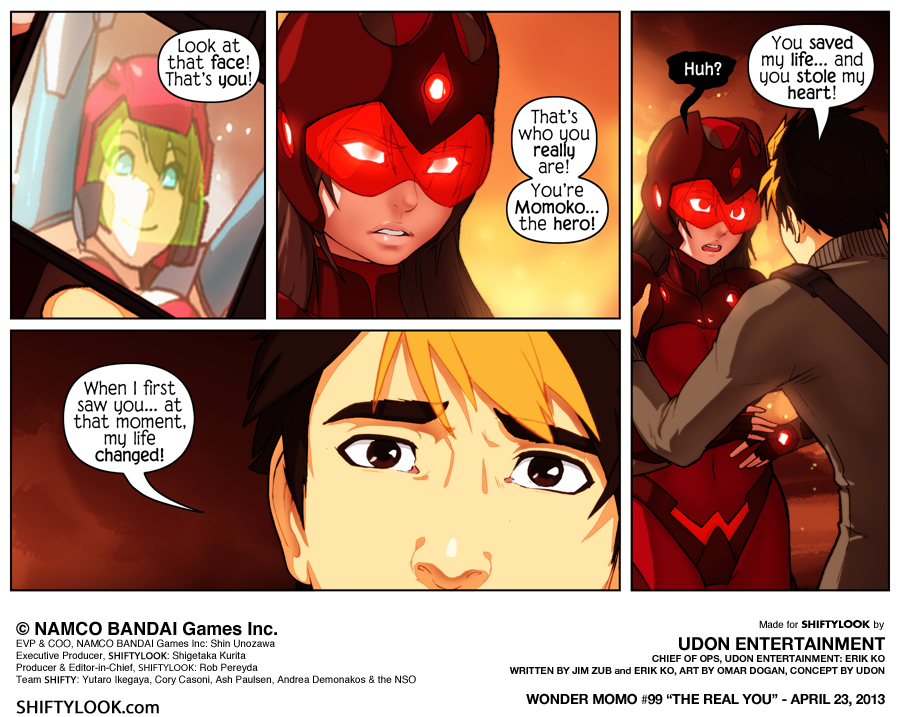 Look at
that face!
That's you!
That's
who you
really
are!
You're
Momoko...
the hero!
Huh?
You saved
my life... and
you stole my
heart!
When I first
saw you... at
that moment,
my life
changed!
© NAMCO BANDAI Games Inc.
EVP & COO, NAMCO BANDAI Games Inc: Shin Unozawa
Executive Producer, SHIFTYLOOK: Shigetaka Kurita
Producer & Editor-in-Chief, SHIFTYLOOK: Rob Pereyda
Team SHIFTY: Yutaro Ikegaya, Cory Casoni, Ash Paulsen, Andrea Demonakos & the NSO
SHIFTYLOOK.com
Made for SHIFTYLOOK by
UDON ENTERTAINMENT
CHIEF OF OPS, UDON ENTERTAINMENT: ERIK KO
WRITTEN BY JIM ZUB and ERIK KO, ART BY OMAR DOGAN, CONCEPT BY UDON
WONDER MOMO #99 “THE REAL YOU” - APRIL 23, 2013